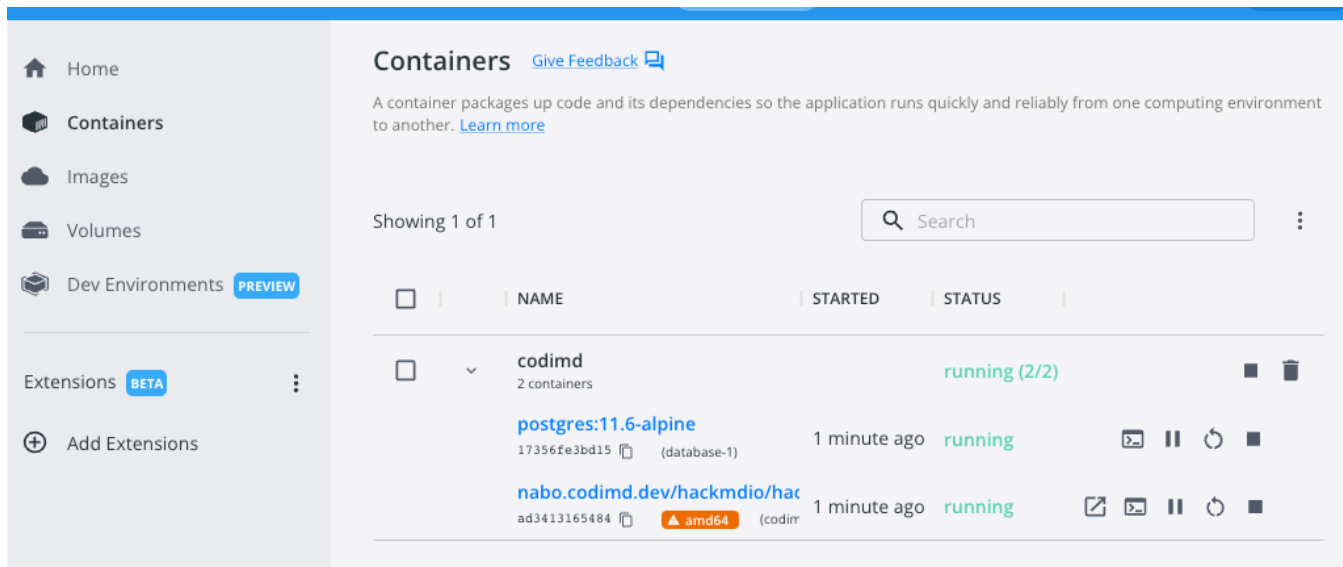 Home
Containers
Images
Volumes
Dev Environments PREVIEW
Extensions BETA
Add Extensions
Containers Give Feedback
A container packages up code and its dependencies so the application runs quickly and reliably from one computing environment
to another. Learn more
Showing 1 of 1
Search
NAME STARTED STATUS
codimd running (2/2)
2 containers
postgres:11.6-alpine 1 minute ago running
17356fe3bd15 (database-1)
nabo.codimd.dev/hackmdio/hac 1 minute ago running
ad3413165484 amd64 (codim